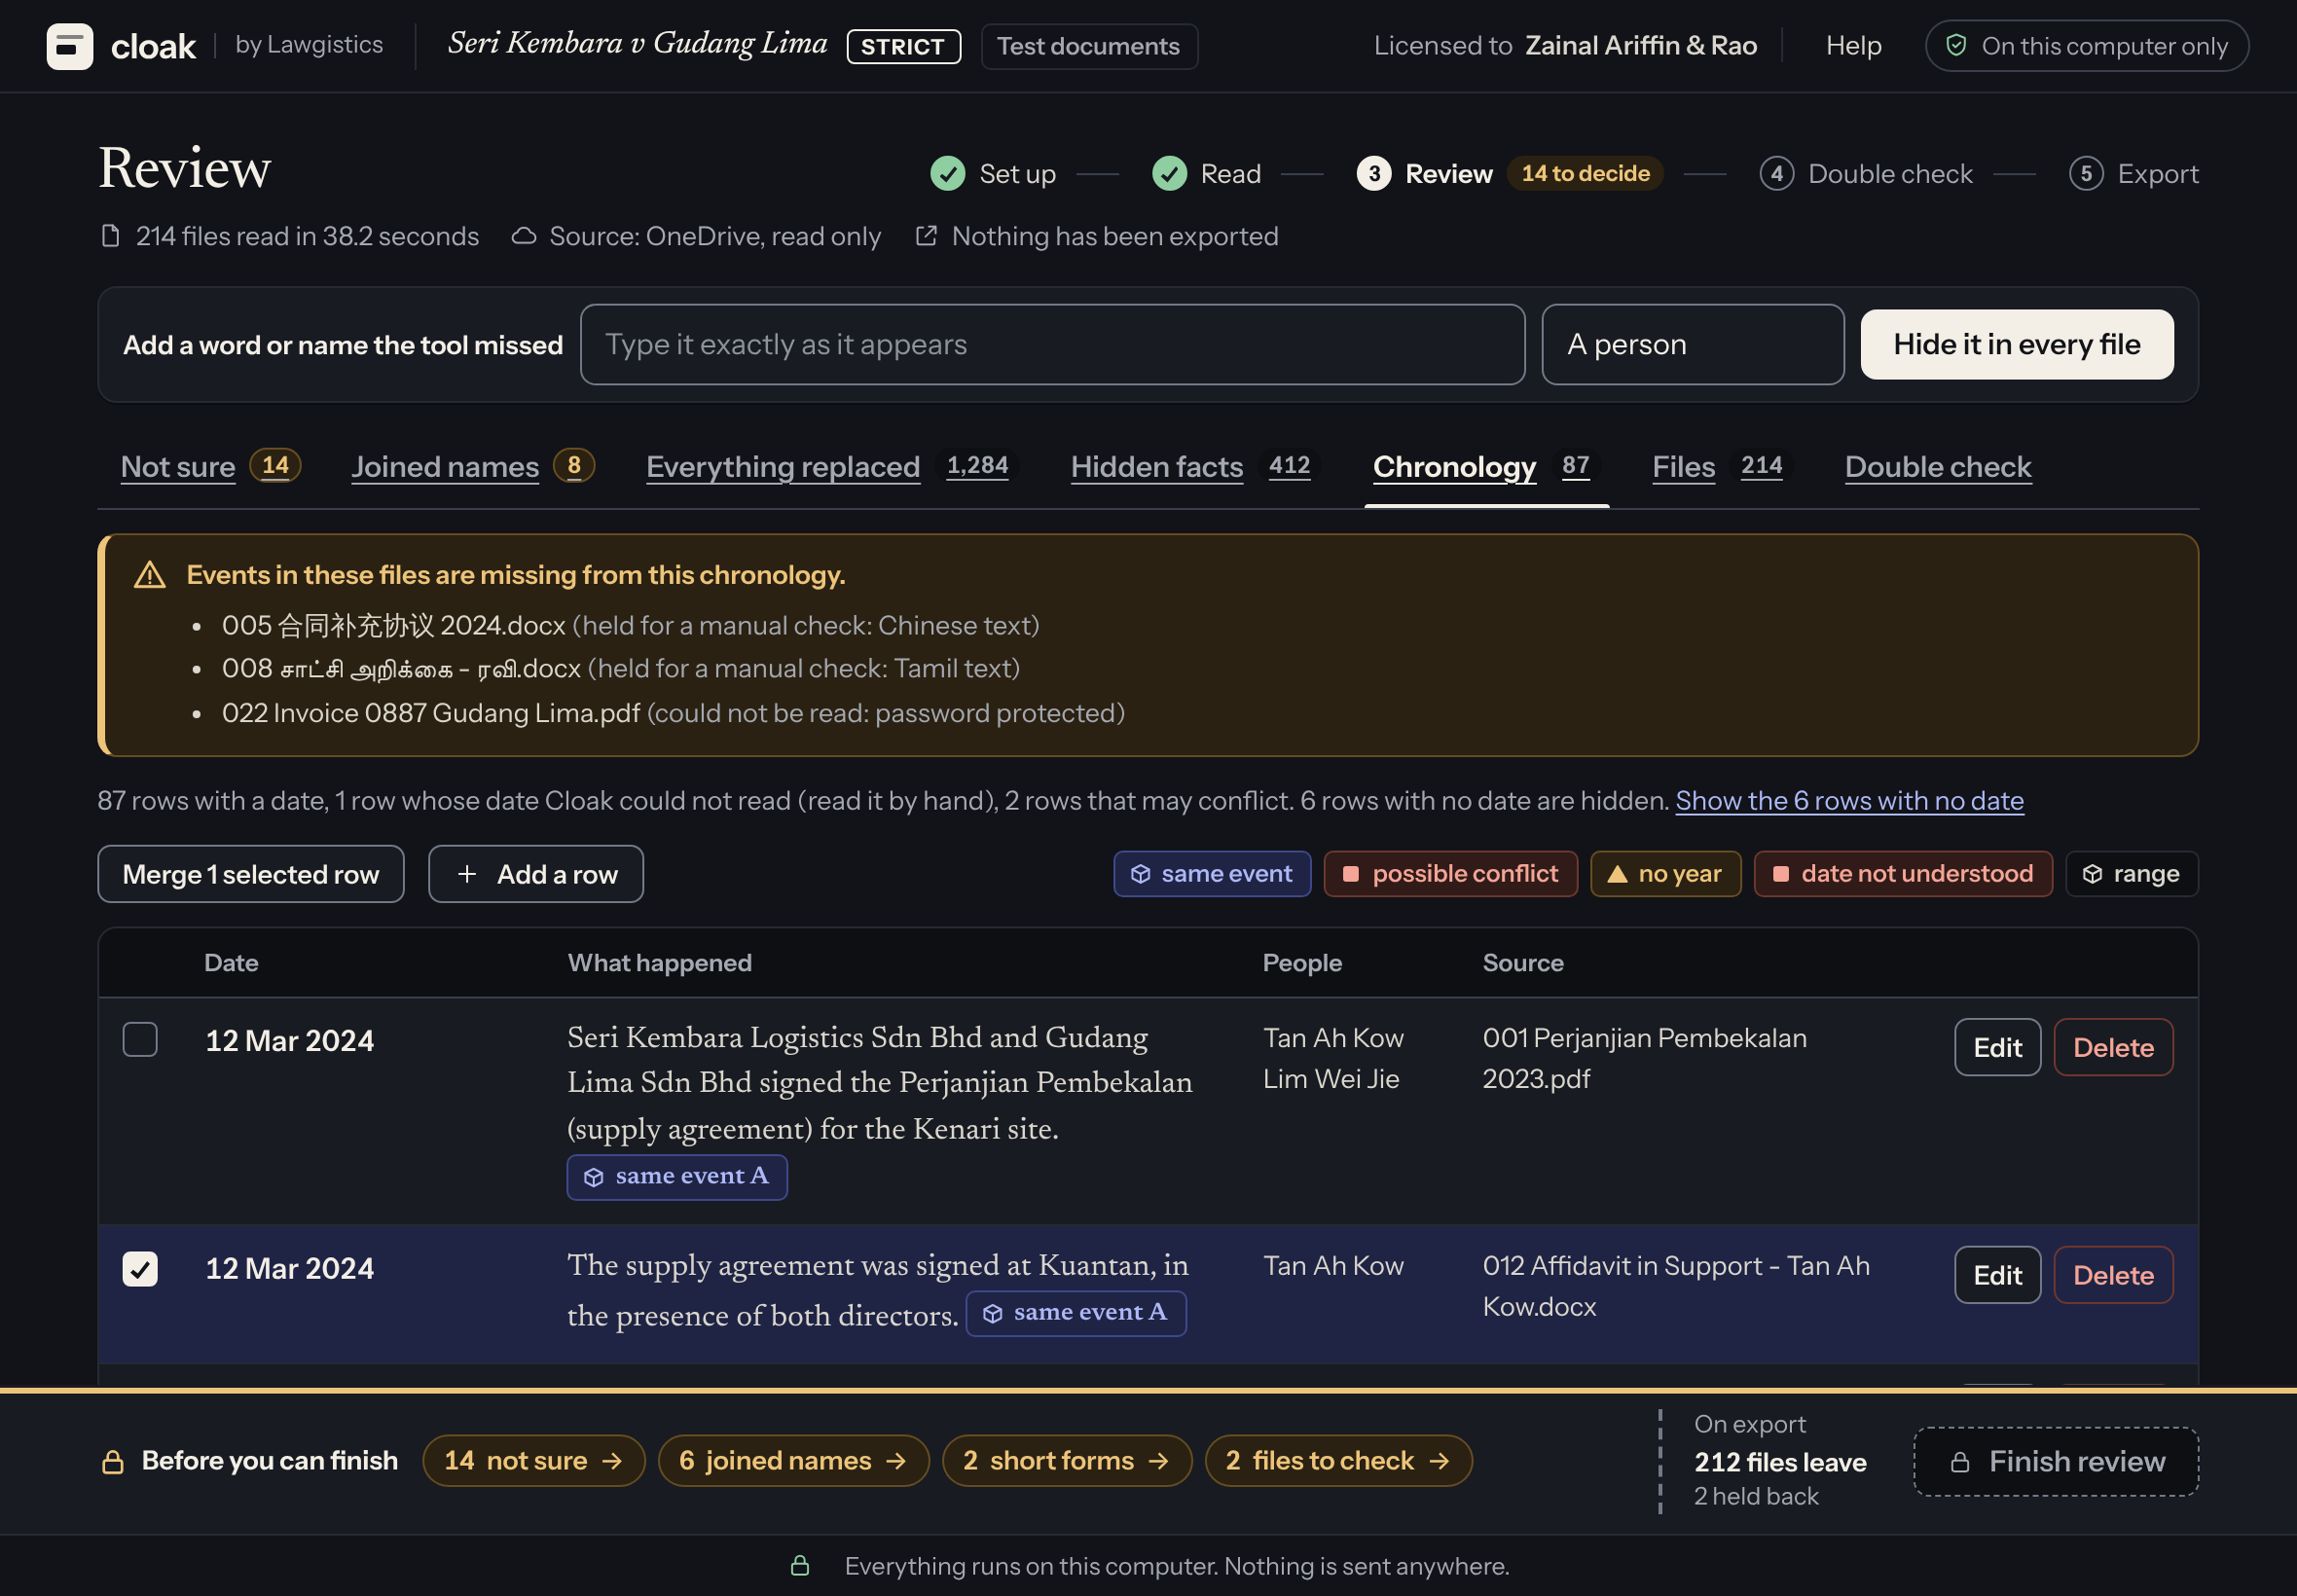 cloak by Lawgistics Seri Kembara v Gudang Lima STRICT Test documents Licensed to Zainal Ariffin & Rao Help On this computer only
Review
Set up Read 3 Review 14 to decide 4 Double check 5 Export
214 files read in 38.2 seconds Source: OneDrive, read only Nothing has been exported
Add a word or name the tool missed Type it exactly as it appears A person Hide it in every file
Not sure 14 Joined names 8 Everything replaced 1,284 Hidden facts 412 Chronology 87 Files 214 Double check
Events in these files are missing from this chronology.
• 005 合同补充协议 2024.docx (held for a manual check: Chinese text)
• 008 சாட்சி அறிக்கை - ரவி.docx (held for a manual check: Tamil text)
• 022 Invoice 0887 Gudang Lima.pdf (could not be read: password protected)
87 rows with a date, 1 row whose date Cloak could not read (read it by hand), 2 rows that may conflict. 6 rows with no date are hidden. Show the 6 rows with no date
Merge 1 selected row + Add a row same event possible conflict no year date not understood range
Date What happened People Source
12 Mar 2024 Seri Kembara Logistics Sdn Bhd and Gudang Tan Ah Kow 001 Perjanjian Pembekalan Edit Delete
Lima Sdn Bhd signed the Perjanjian Pembekalan Lim Wei Jie 2023.pdf
(supply agreement) for the Kenari site.
same event A
12 Mar 2024 The supply agreement was signed at Kuantan, in Tan Ah Kow 012 Affidavit in Support - Tan Ah Edit Delete
the presence of both directors. same event A Kow.docx
Before you can finish 14 not sure → 6 joined names → 2 short forms → 2 files to check → On export
212 files leave Finish review
2 held back
Everything runs on this computer. Nothing is sent anywhere.